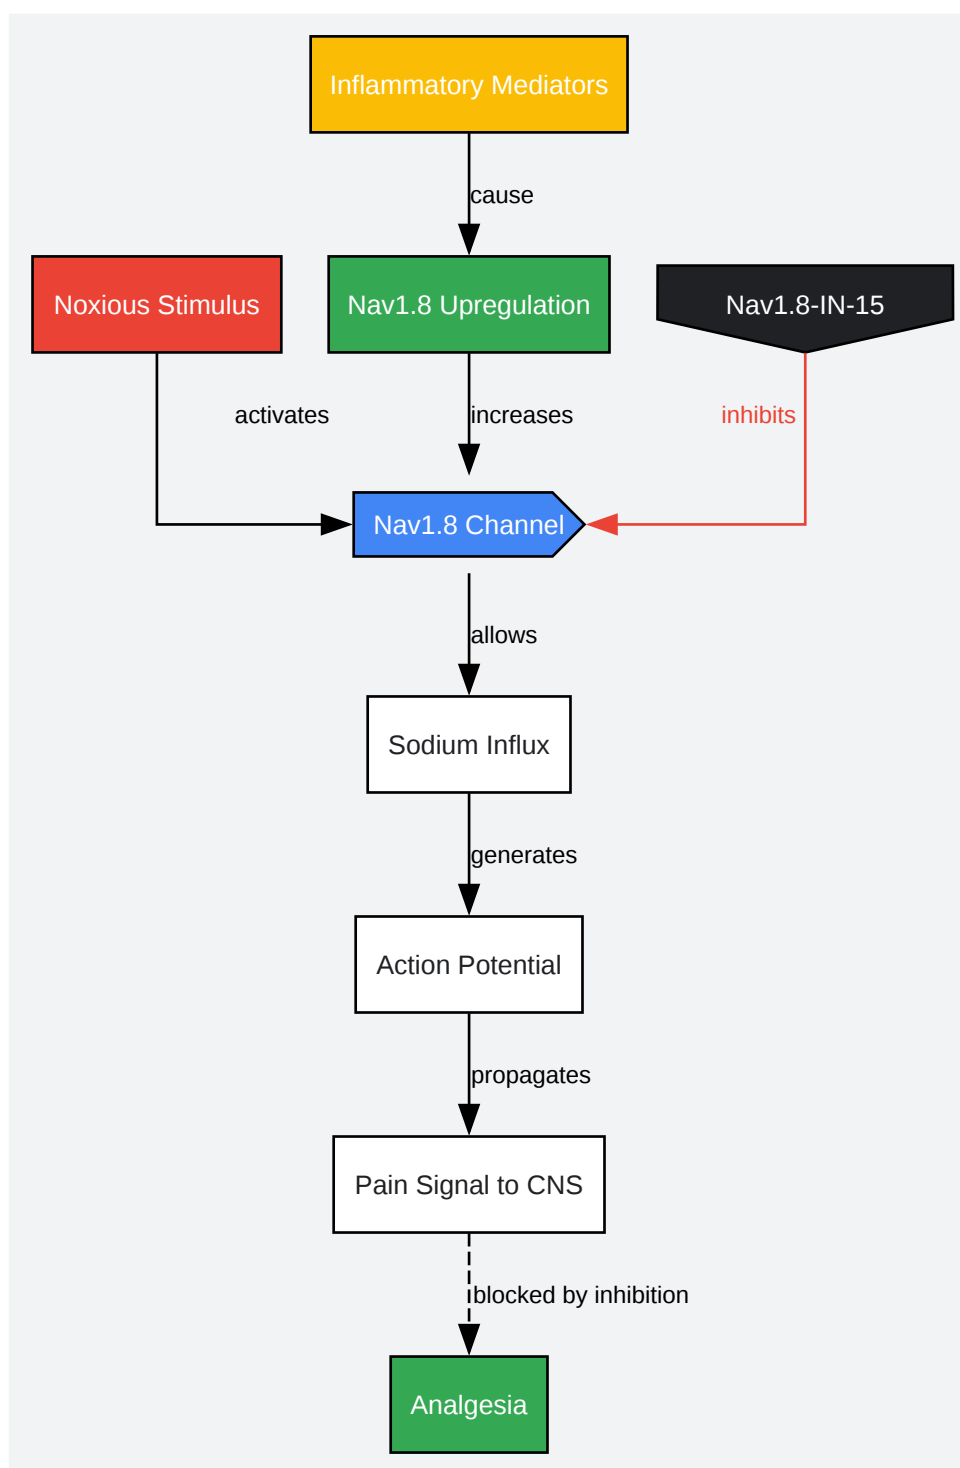 Inflammatory Mediators
cause
Noxious Stimulus
Nav1.8 Upregulation
Nav1.8-IN-15
activates
increases
inhibits
Nav1.8 Channel
allows
Sodium Influx
generates
Action Potential
propagates
Pain Signal to CNS
blocked by inhibition
Analgesia